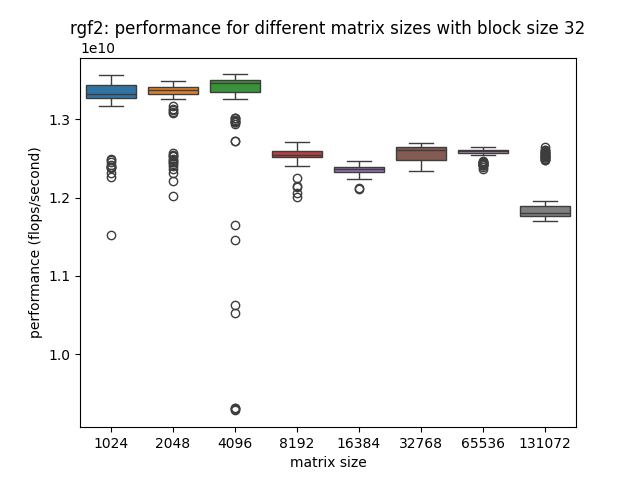 rgf2: performance for different matrix sizes with block size 32
1e10
1.3
1.2
1.1
1.0
performance (flops/second)
1024 2048 4096 8192 16384 32768 65536 131072
matrix size